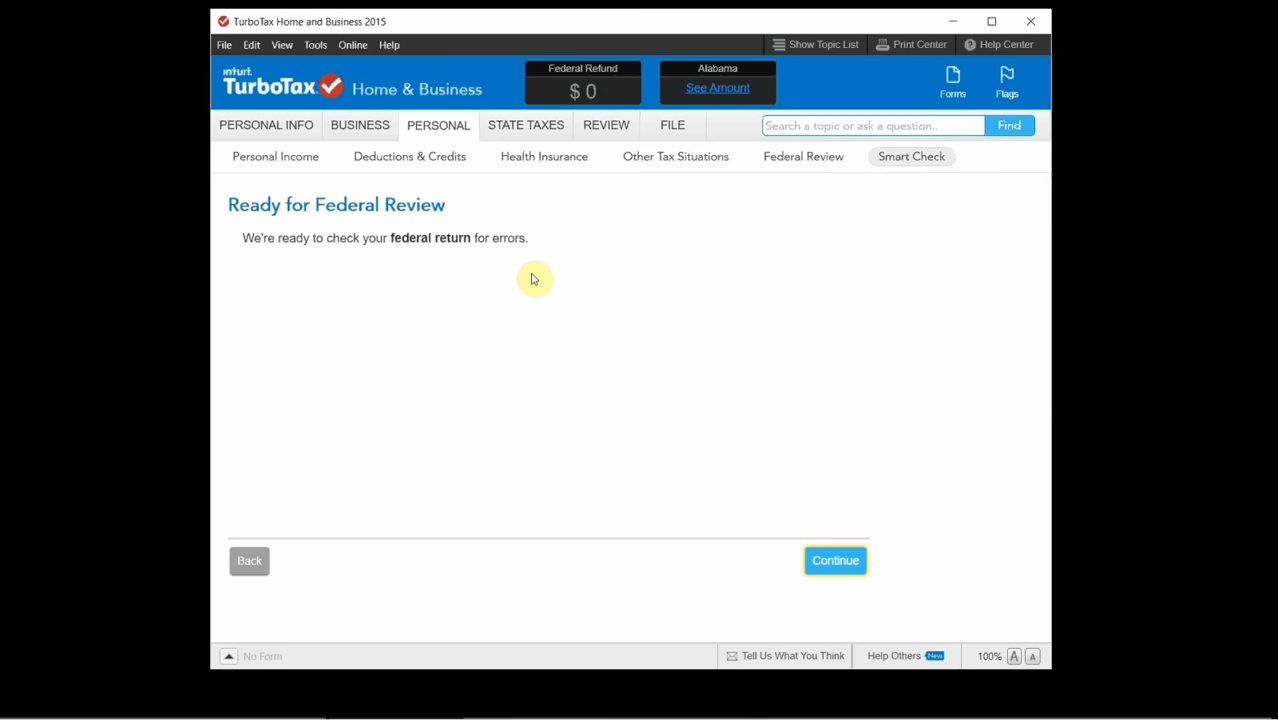 TurboTax Home and Business 2015
File Edit View Tools Online Help Show Topic List Print Center Help Center
intuit.
TurboTax Home & Business
Federal Refund
$ 0
Alabama
See Amount
Forms
Flags
PERSONAL INFO BUSINESS PERSONAL STATE TAXES REVIEW FILE Search a topic or ask a question.. Find
Personal Income Deductions & Credits Health Insurance Other Tax Situations Federal Review Smart Check
Ready for Federal Review
We're ready to check your federal return for errors.
Back Continue
No Form Tell Us What You Think Help Others New 100% A A